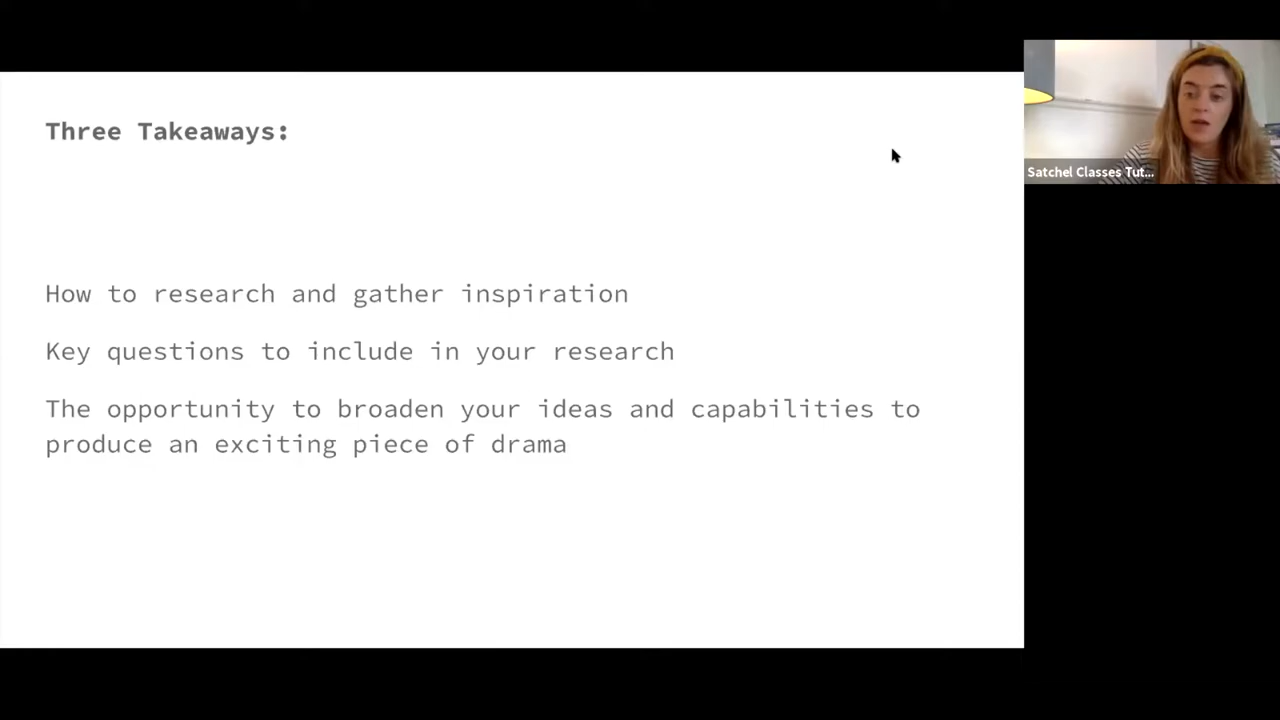 Three Takeaways:
Satchel Classes Tut...
How to research and gather inspiration
Key questions to include in your research
The opportunity to broaden your ideas and capabilities to
produce an exciting piece of drama